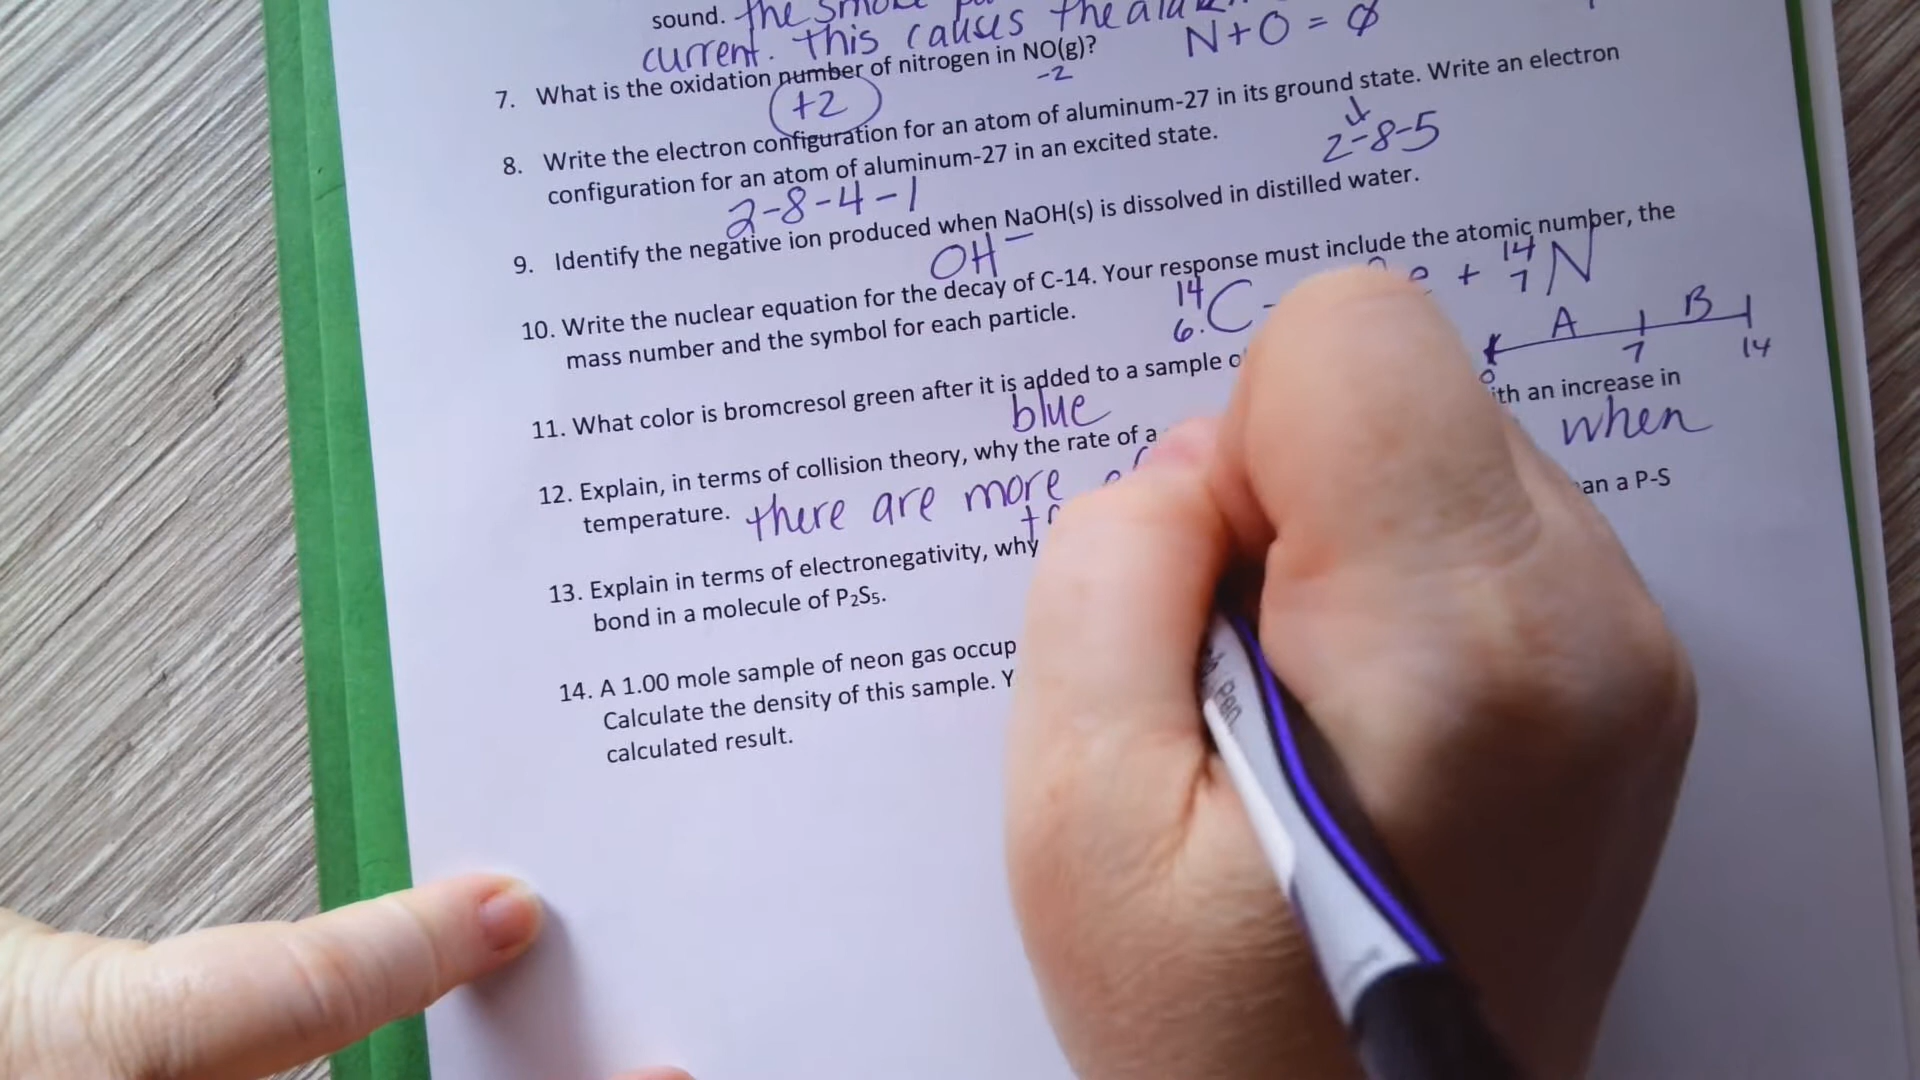 sound. the smoke
current. This causes the ala
N+O = Ø
7. What is the oxidation number of nitrogen in NO(g)?
-2
+2
8. Write the electron configuration for an atom of aluminum-27 in its ground state. Write an electron
configuration for an atom of aluminum-27 in an excited state.
2-8-5
2-8-4-1
9. Identify the negative ion produced when NaOH(s) is dissolved in distilled water.
OH⁻
10. Write the nuclear equation for the decay of C-14. Your response must include the atomic number, the
mass number and the symbol for each particle.
14 6 C e + 14 7 N
A B
0 7 14
11. What color is bromcresol green after it is added to a sample
blue
12. Explain, in terms of collision theory, why the rate of a ith an increase in
temperature. there are more when
13. Explain in terms of electronegativity, why an a P-S
bond in a molecule of P₂S₅.
14. A 1.00 mole sample of neon gas occup
Calculate the density of this sample. Y
calculated result.
Pen